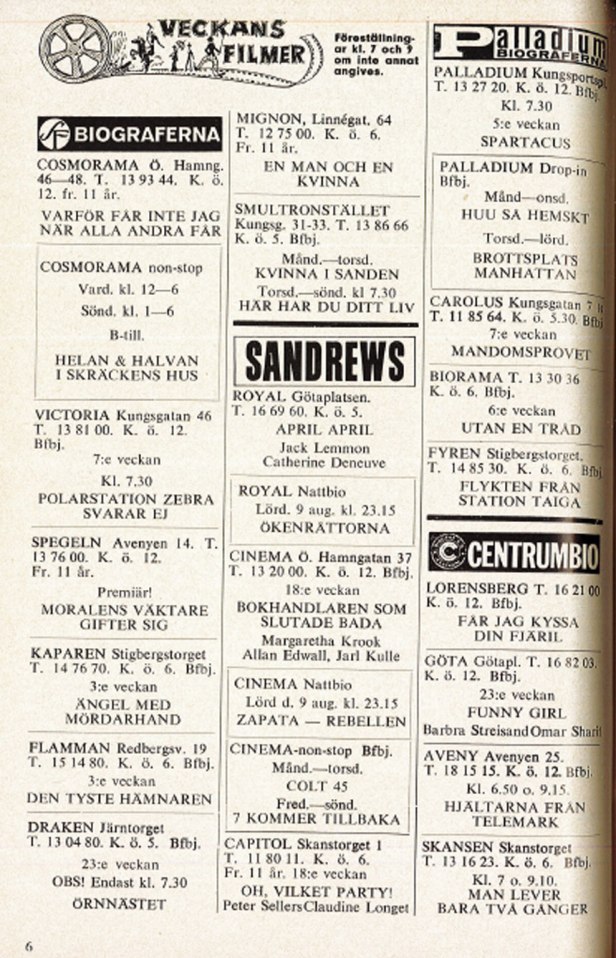 VECKANS
FILMER
Föreställning-
ar kl. 7 och 9
om inte annat
angives.
SF BIOGRAFERNA
COSMORAMA Ö. Hamng.
46—48. T. 13 93 44. K. ö.
12. fr. 11 år.
VARFÖR FÅR INTE JAG
NÄR ALLA ANDRA FÅR
COSMORAMA non-stop
Vard. kl. 12—6
Sönd. kl. 1—6
B-till.
HELAN & HALVAN
I SKRÄCKENS HUS
VICTORIA Kungsgatan 46
T. 13 81 00. K. ö. 12.
Bfbj.
7:e veckan
Kl. 7.30
POLARSTATION ZEBRA
SVARAR EJ
SPEGELN Avenyen 14. T.
13 76 00. K. ö. 12.
Fr. 11 år.
Premiär!
MORALENS VÄKTARE
GIFTER SIG
KAPAREN Stigbergstorget
T. 14 76 70. K. ö. 6. Bfbj.
3:e veckan
ÄNGEL MED
MÖRDARHAND
FLAMMAN Redbergsv. 19
T. 15 14 80. K. ö. 6. Bfbj.
3:e veckan
DEN TYSTE HÄMNAREN
DRAKEN Järntorget
T. 13 04 80. K. ö. 5. Bfbj.
23:e veckan
OBS! Endast kl. 7.30
ÖRNNÄSTET
6
MIGNON, Linnégat. 64
T. 12 75 00. K. ö. 6.
Fr. 11 år.
EN MAN OCH EN
KVINNA
SMULTRONSTÄLLET
Kungsg. 31-33. T. 13 86 66
K. ö. 5. Bfbj.
Månd.—torsd.
KVINNA I SANDEN
Torsd.—sönd. kl 7.30
HÄR HAR DU DITT LIV
SANDREWS
ROYAL Götaplatsen.
T. 16 69 60. K. ö. 5.
APRIL APRIL
Jack Lemmon
Catherine Deneuve
ROYAL Nattbio
Lörd. 9 aug. kl. 23.15
ÖKENRÅTTORNA
CINEMA Ö. Hamngatan 37
T. 13 20 00. K. ö. 12. Bfbj.
18:e veckan
BOKHANDLAREN SOM
SLUTADE BADA
Margaretha Krook
Allan Edwall, Jarl Kulle
CINEMA Nattbio
Lörd d. 9 aug. kl. 23.15
ZAPATA — REBELLEN
CINEMA-non-stop Bfbj.
Månd.—torsd.
COLT 45
Fred.—sönd.
7 KOMMER TILLBAKA
CAPITOL Skanstorget 1
T. 11 80 11. K. ö. 6.
Fr. 11 år. 18:e veckan
OH, VILKET PARTY!
Peter Sellers Claudine Longet
Palladium
BIOGRAFERNA
PALLADIUM
T. 13 27 20. K. ö. 12. Bfbj.
Kl. 7.30
5:e veckan
SPARTACUS
PALLADIUM Drop-in
Bfbj.
Månd—onsd.
HUU SA HEMSKT
Torsd.—lörd.
BROTTSPLATS
MANHATTAN
CAROLUS Kungsgatan 7
T. 11 85 64. K. ö. 5.30. Bfbj
7:e veckan
MANDOMSPROVET
BIORAMA T. 13 30 36
K. ö. 6. Bfbj.
6:e veckan
UTAN EN TRÅD
FYREN Stigbergstorget.
T. 14 85 30. K. ö. 6. Bfbj
FLYKTEN FRÅN
STATION TAIGA
C CENTRUMBIO
LORENSBERG T. 16 21 00
K. ö. 12. Bfbj.
FÅR JAG KYSSA
DIN FJÄRIL
GÖTA Götapl. T. 16 82 03.
K. ö. 12. Bfbj.
23:e veckan
FUNNY GIRL
Barbra Streisand Omar Sharif
AVENY Avenyen 25.
T. 18 15 15. K. ö. 12. Bfbj.
Kl. 6.50 o. 9.15.
HJÄLTARNA FRÅN
TELEMARK
SKANSEN Skanstorget
T. 13 16 23. K. ö. 6. Bfbj.
Kl. 7 o. 9.10.
MAN LEVER
BARA TVÅ GÅNGER